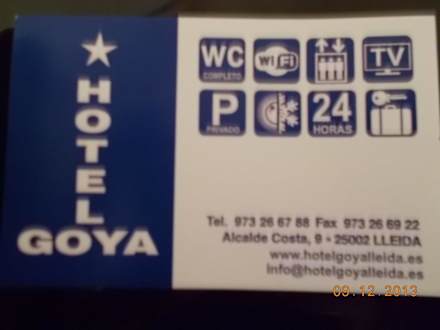 HOTEL
GOYA
WC
COMPLETO
WiFi
TV
P
PRIVADO
24
HORAS
Tel. 973 26 67 88 Fax 973 26 69 22
Alcalde Costa, 9 - 25002 LLEIDA
www.hotelgoyalleida.es
info@hotelgoyalleida.es
09.12.2013